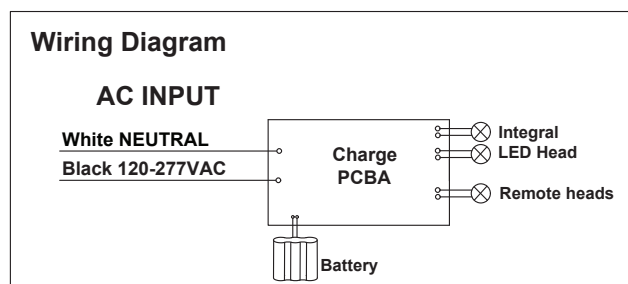 Wiring Diagram
AC INPUT
White NEUTRAL
Black 120-277VAC
Charge
PCBA
Integral
LED Head
Remote heads
Battery